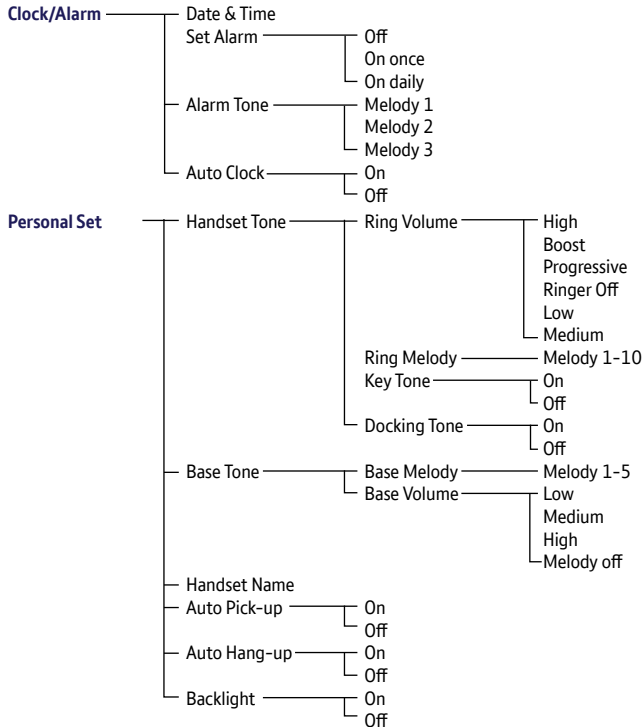 Clock/Alarm Date & Time
Set Alarm Off
On once
On daily
Alarm Tone Melody 1
Melody 2
Melody 3
Auto Clock On
Off
Personal Set Handset Tone Ring Volume High
Boost
Progressive
Ringer Off
Low
Medium
Ring Melody Melody 1-10
Key Tone On
Off
Docking Tone On
Off
Base Tone Base Melody Melody 1-5
Base Volume Low
Medium
High
Melody off
Handset Name
Auto Pick-up On
Off
Auto Hang-up On
Off
Backlight On
Off